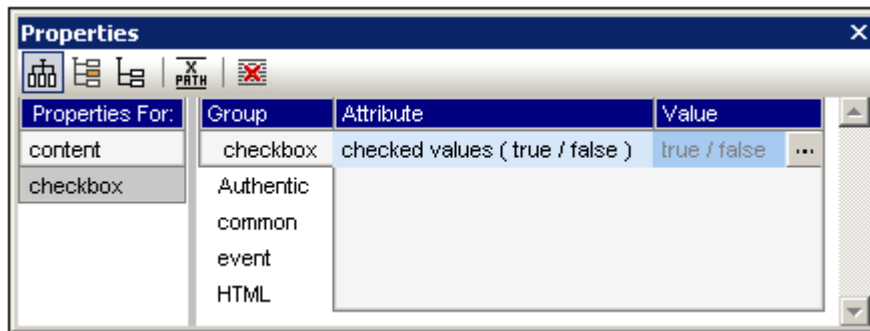 Properties
X
PATH
Properties For: Group Attribute Value
content checkbox checked values ( true / false ) true / false ...
checkbox Authentic
common
event
HTML